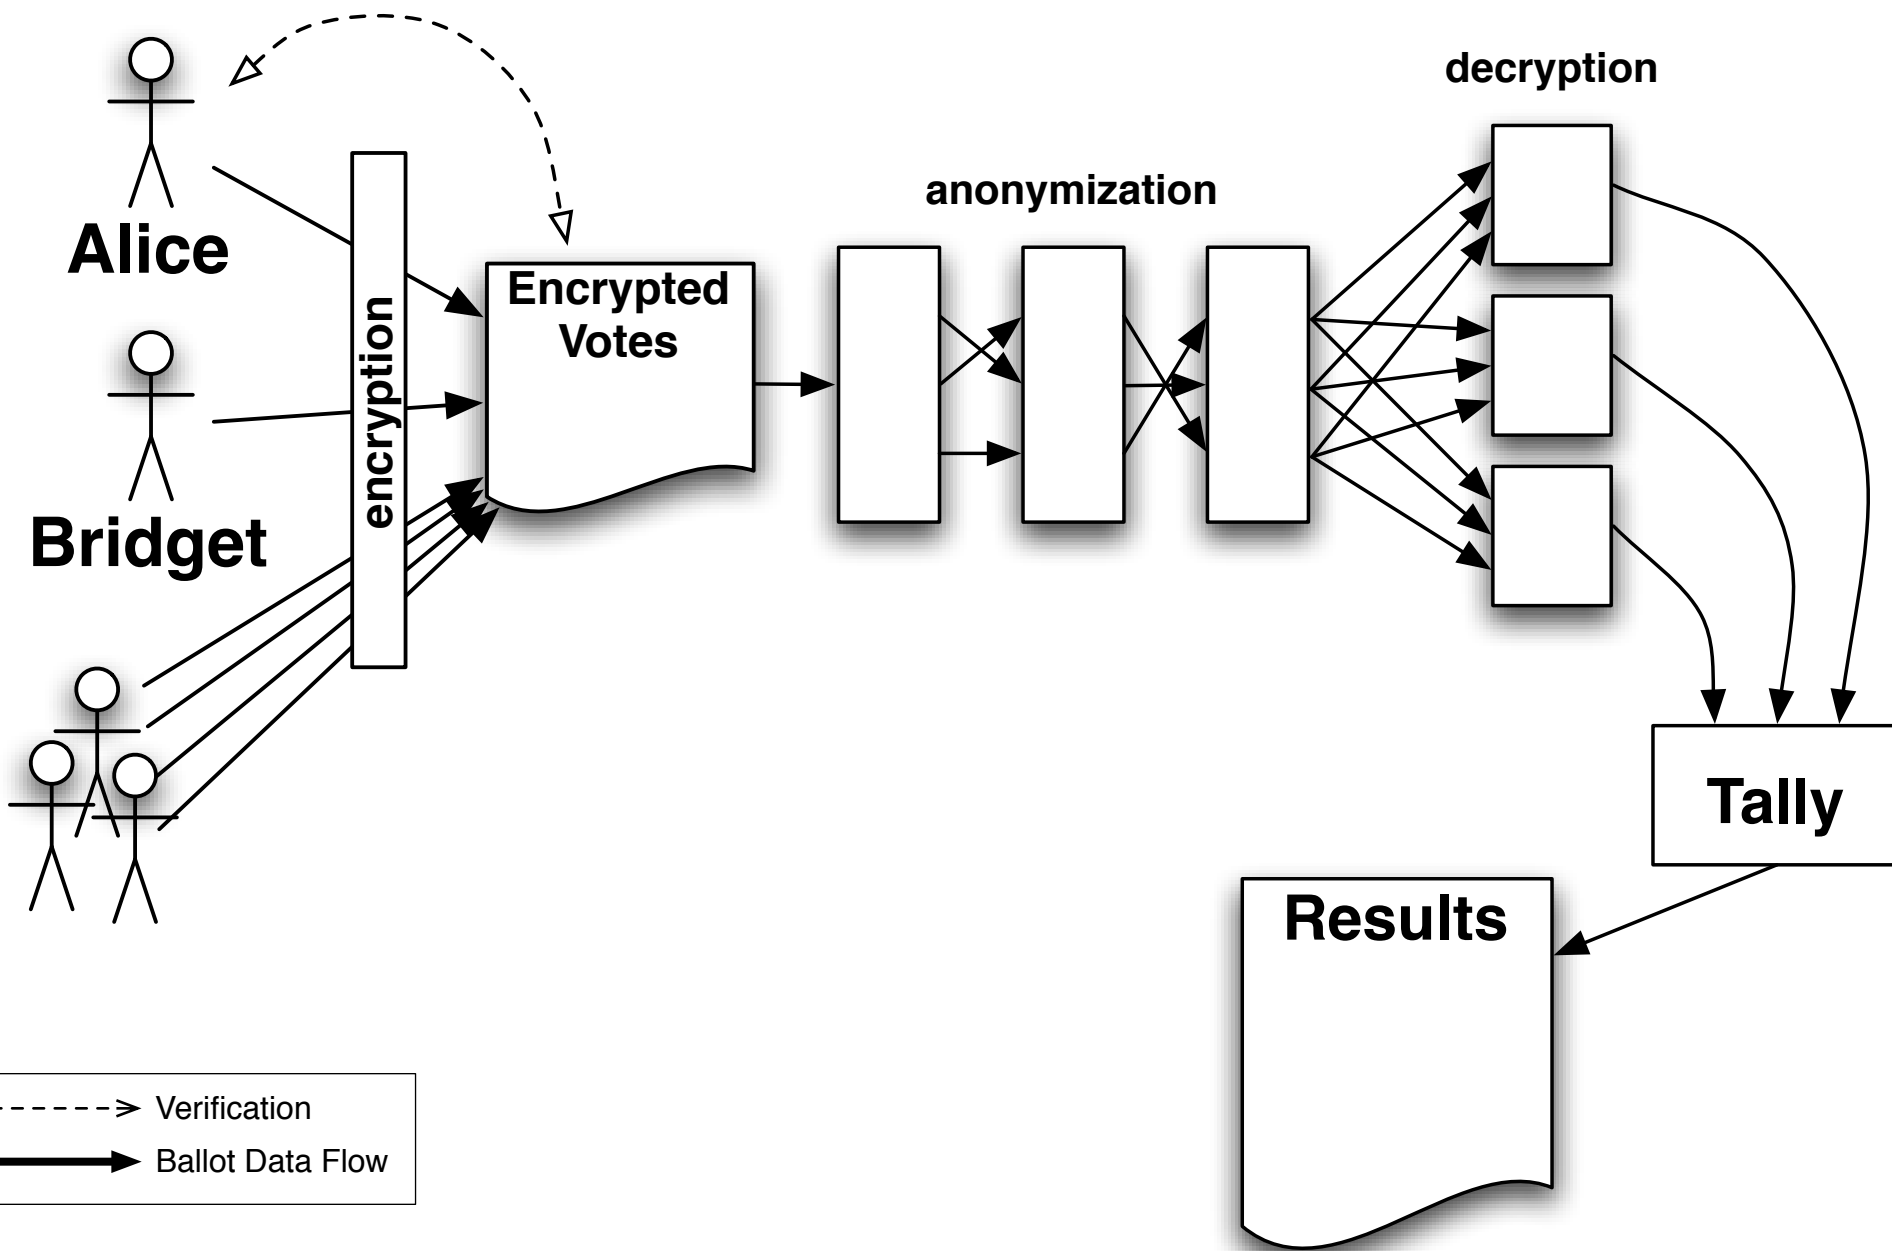 Alice
Bridget
encryption
Encrypted
Votes
anonymization
decryption
Tally
Results
Verification
Ballot Data Flow